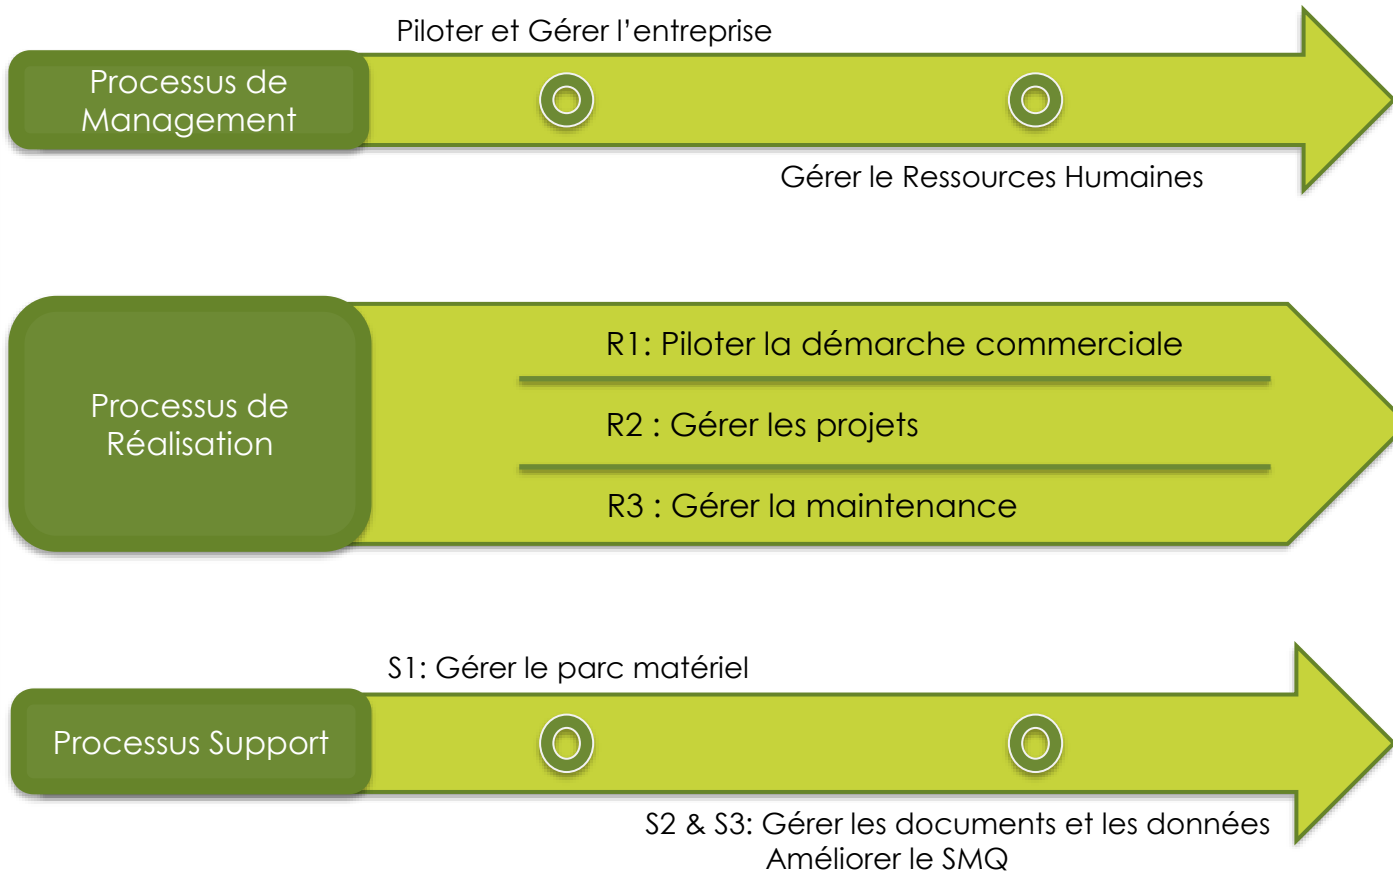 Piloter et Gérer l’entreprise
Processus de
Management
Gérer le Ressources Humaines
R1: Piloter la démarche commerciale
Processus de
Réalisation
R2 : Gérer les projets
R3 : Gérer la maintenance
S1: Gérer le parc matériel
Processus Support
S2 & S3: Gérer les documents et les données
Améliorer le SMQ